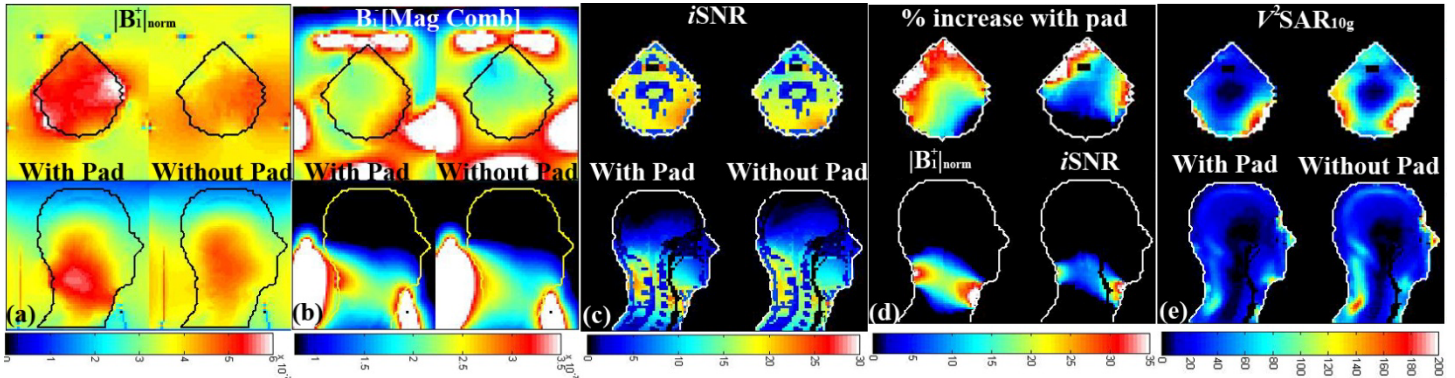 |B₁⁺|norm
B₁⁻[Mag Comb]
iSNR
% increase with pad
V²SAR10g
With Pad Without Pad
With Pad Without Pad
With Pad Without Pad
|B₁⁺|norm iSNR
With Pad Without Pad
(a)
(b)
(c)
(d)
(e)
0 1 2 3 4 5 6
1 1.5 2 2.5 3 3.5
0 5 10 15 20 25 30
0 5 10 15 20 25 30 35
0 20 40 60 80 100 120 140 160 180 200